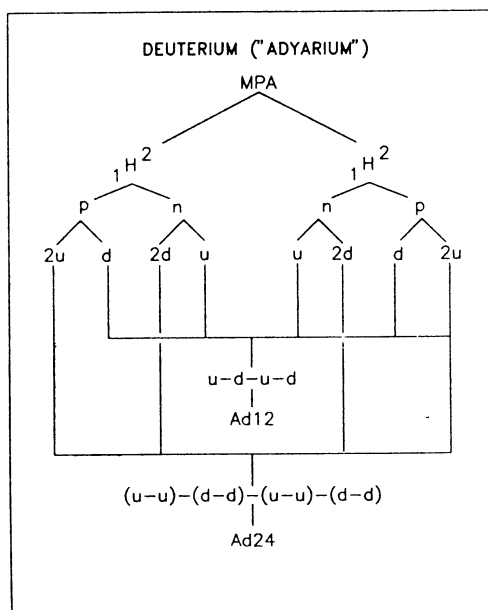 DEUTERIUM ("ADYARIUM")
MPA
₁H² ₁H²
p n n p
2u d 2d u u 2d d 2u
u-d-u-d
Ad12
(u-u)-(d-d)-(u-u)-(d-d)
Ad24